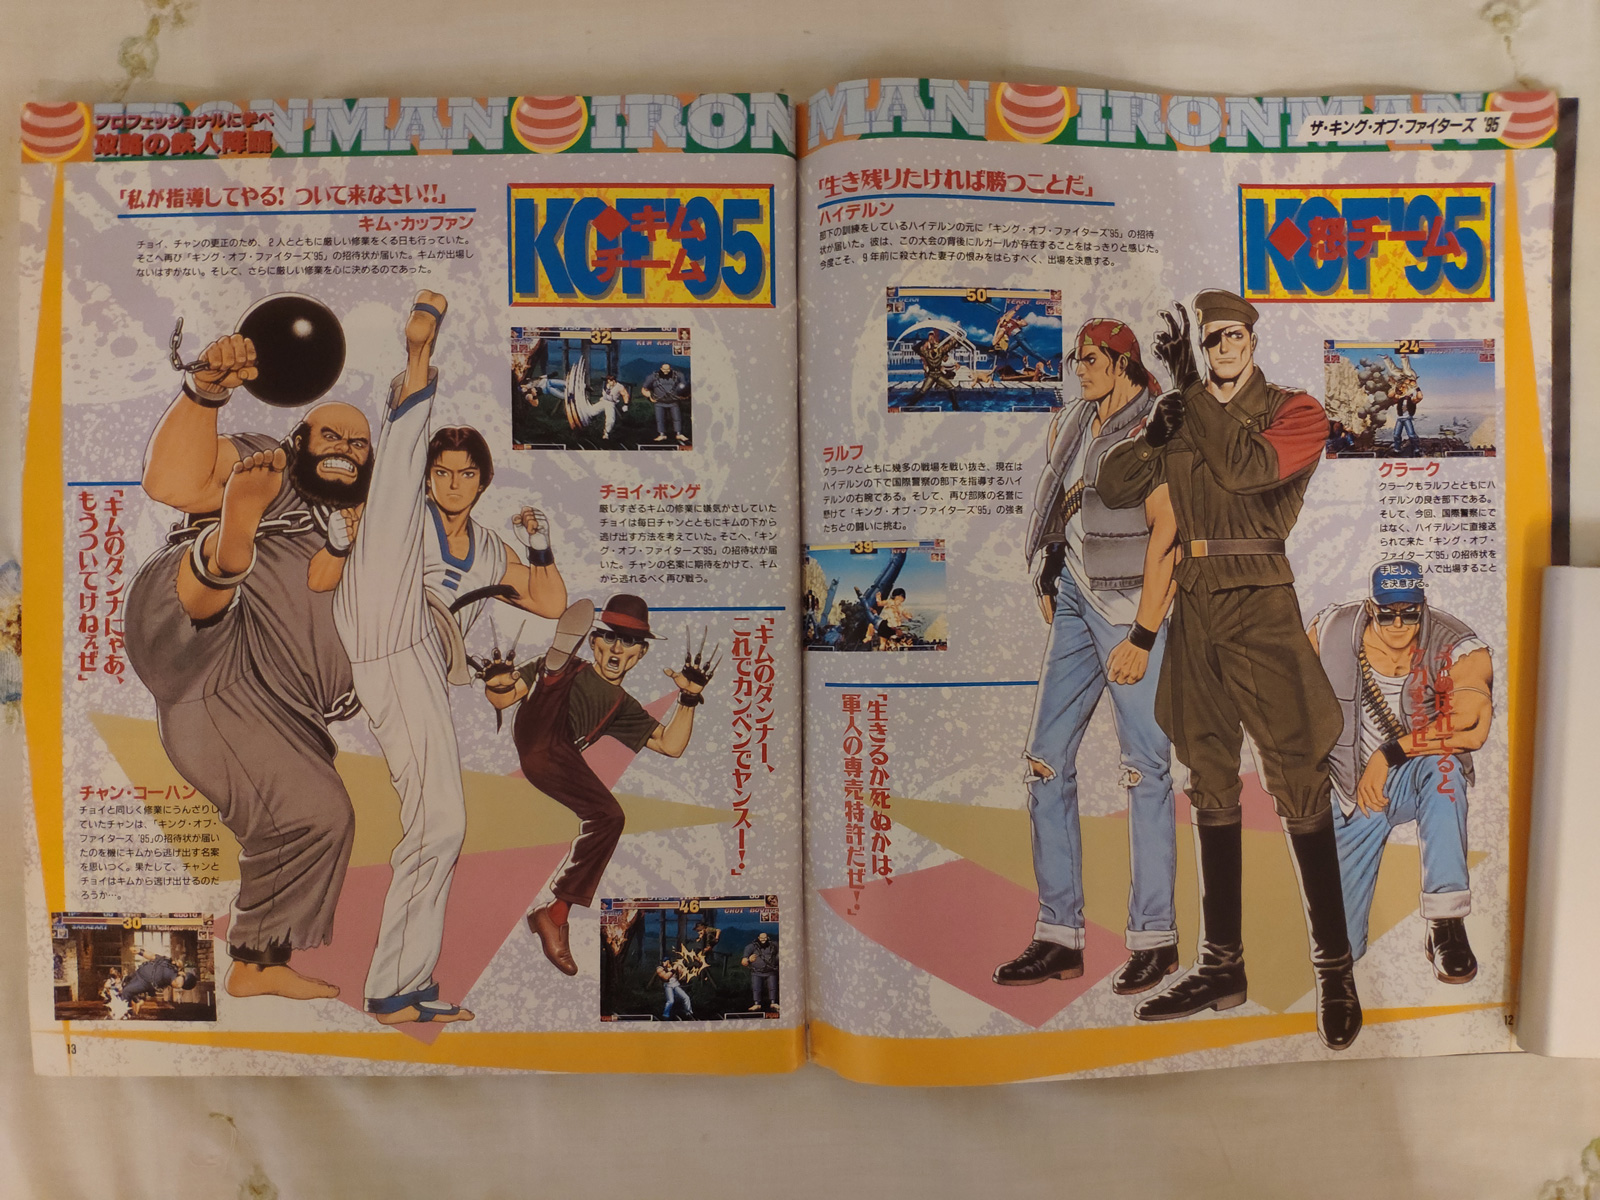 IRONMAN
IRONMAN
IRONMAN
プロフェッショナルに学べ
攻略の鉄人降臨
ザ・キング・オブ・ファイターズ '95
「生き残りたければ勝つことだ」
ハイデルン
部下の訓練をしているハイデルンの元に『キング・オブ・ファイターズ'95』の招待
状が届いた。彼は、この大会の背後にルガールが存在することをはっきりと感じた。
今度こそ、9年前に殺された妻子の恨みをはらすべく、出場を決意する。
KOF'95
◆怒チーム
50
24
クラーク
クラークもラルフとともにハ
イデルンの良き部下である。
そして、今回、国際警察にで
はなく、ハイデルンに直接送
られて来た『キング・オブ・
ファイターズ'95』の招待状を
手にし、3人で出場すること
を決意する。
ラルフ
クラークとともに幾多の戦場を戦い抜き、現在は
ハイデルンの下で国際警察の部下を指導するハイ
デルンの右腕である。そして、再び部隊の名誉に
懸けて『キング・オブ・ファイターズ'95』の強者
たちとの闘いに挑む。
39
「生きるか死ぬかは、
軍人の専売特許だぜ!」
12
「私が指導してやる! ついて来なさい!!」
キム・カッファン
チョイ、チャンの更正のため、2人とともに厳しい修業をくる日も行っていた。
そこへ再び『キング・オブ・ファイターズ'95』の招待状が届いた。キムが出場し
ないはずがない。そして、さらに厳しい修業を心に決めるのであった。
KOF'95
◆キム
チーム
32
チョイ・ボンゲ
厳しすぎるキムの修業に嫌気がさしていた
チョイは毎日チャンとともにキムの下から
逃げ出す方法を考えていた。そこへ、『キン
グ・オブ・ファイターズ'95』の招待状が届
いた。チャンの名案に期待をかけて、キム
から逃れるべく再び戦う。
「キムのダンナにゃあ、
もうついてけねぇぜ」
「キムのダンナー、
これでカンベンでヤンスー!」
チャン・コーハン
チョイと同じく修業にうんざりし
ていたチャンは、『キング・オブ・
ファイターズ '95』の招待状が届い
たのを機にキムから逃げ出す名案
を思いつく。果たして、チャンと
チョイはキムから逃げ出せるのだ
ろうか…。
30
46
13